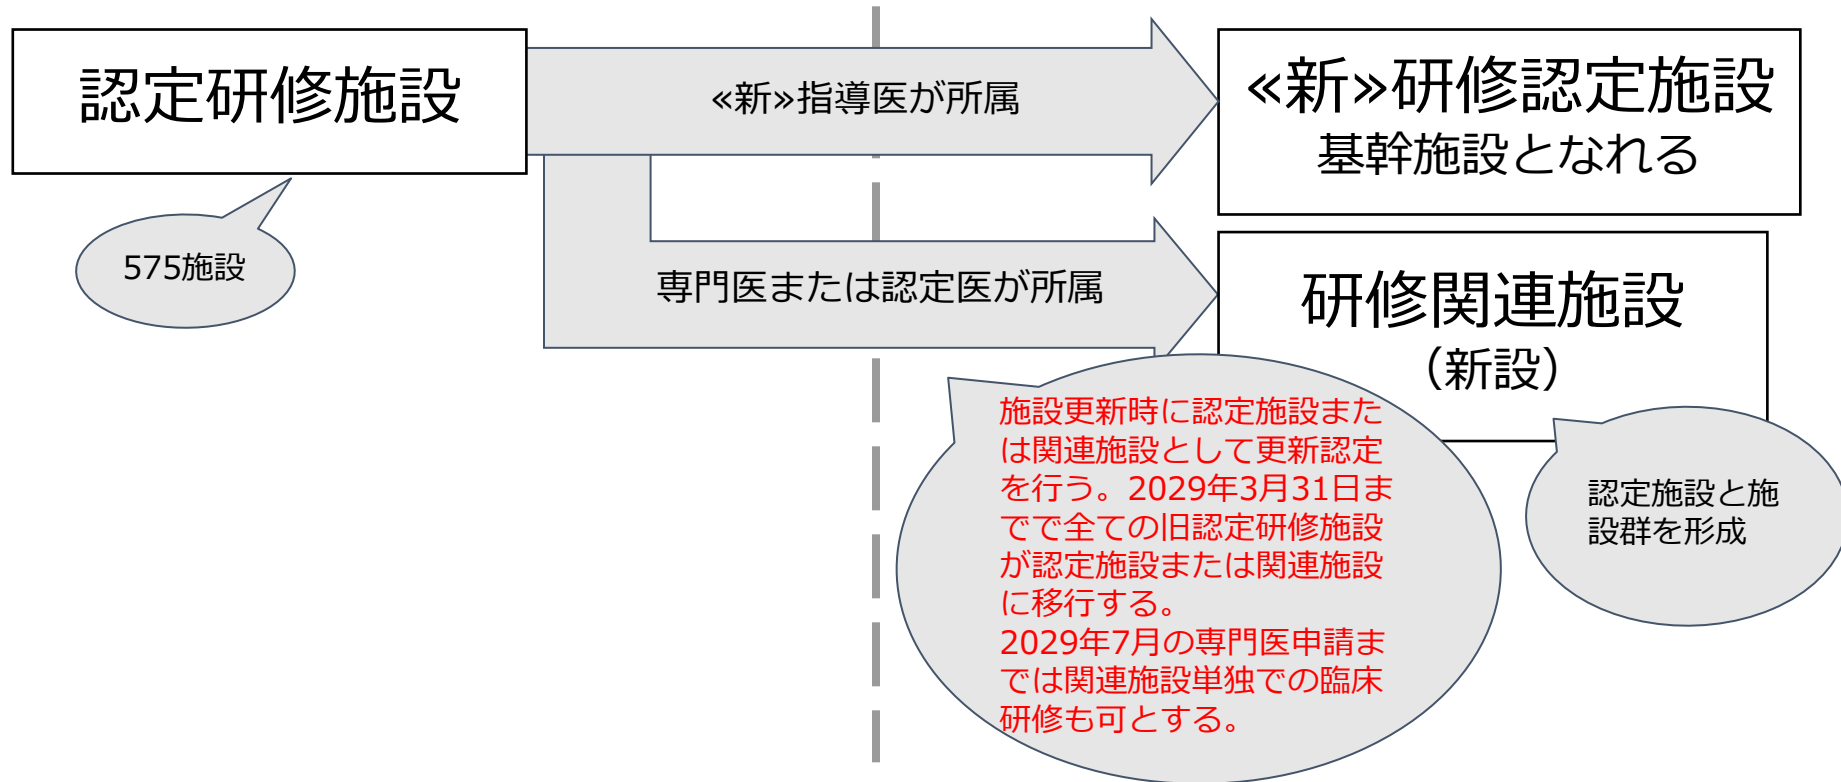 認定研修施設
«新»指導医が所属
«新»研修認定施設
基幹施設となれる
575施設
専門医または認定医が所属
研修関連施設
（新設）
施設更新時に認定施設また
は関連施設として更新認定
を行う。2029年3月31日ま
でで全ての旧認定研修施設
が認定施設または関連施設
に移行する。
2029年7月の専門医申請ま
では関連施設単独での臨床
研修も可とする。
認定施設と施
設群を形成